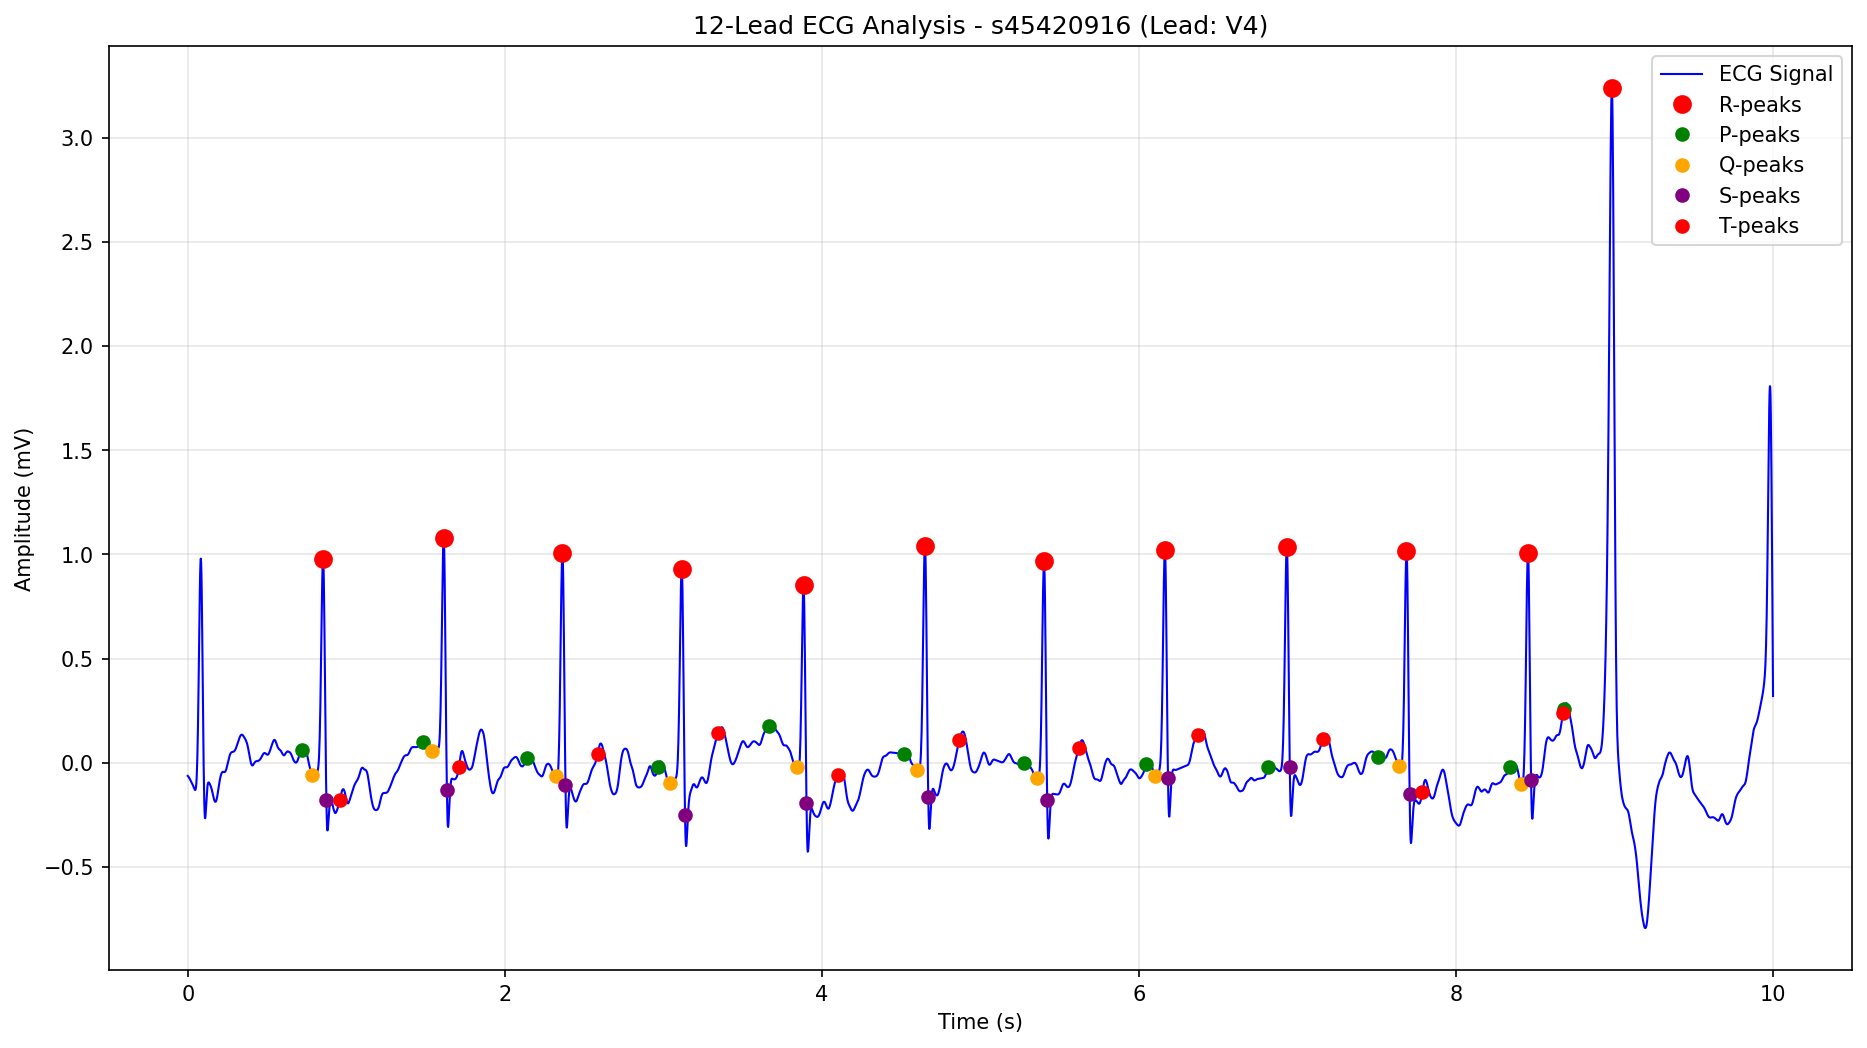 12-Lead ECG Analysis - s45420916 (Lead: V4)
ECG Signal
R-peaks
P-peaks
Q-peaks
S-peaks
T-peaks
Amplitude (mV)
3.0
2.5
2.0
1.5
1.0
0.5
0.0
−0.5
0 2 4 6 8 10
Time (s)